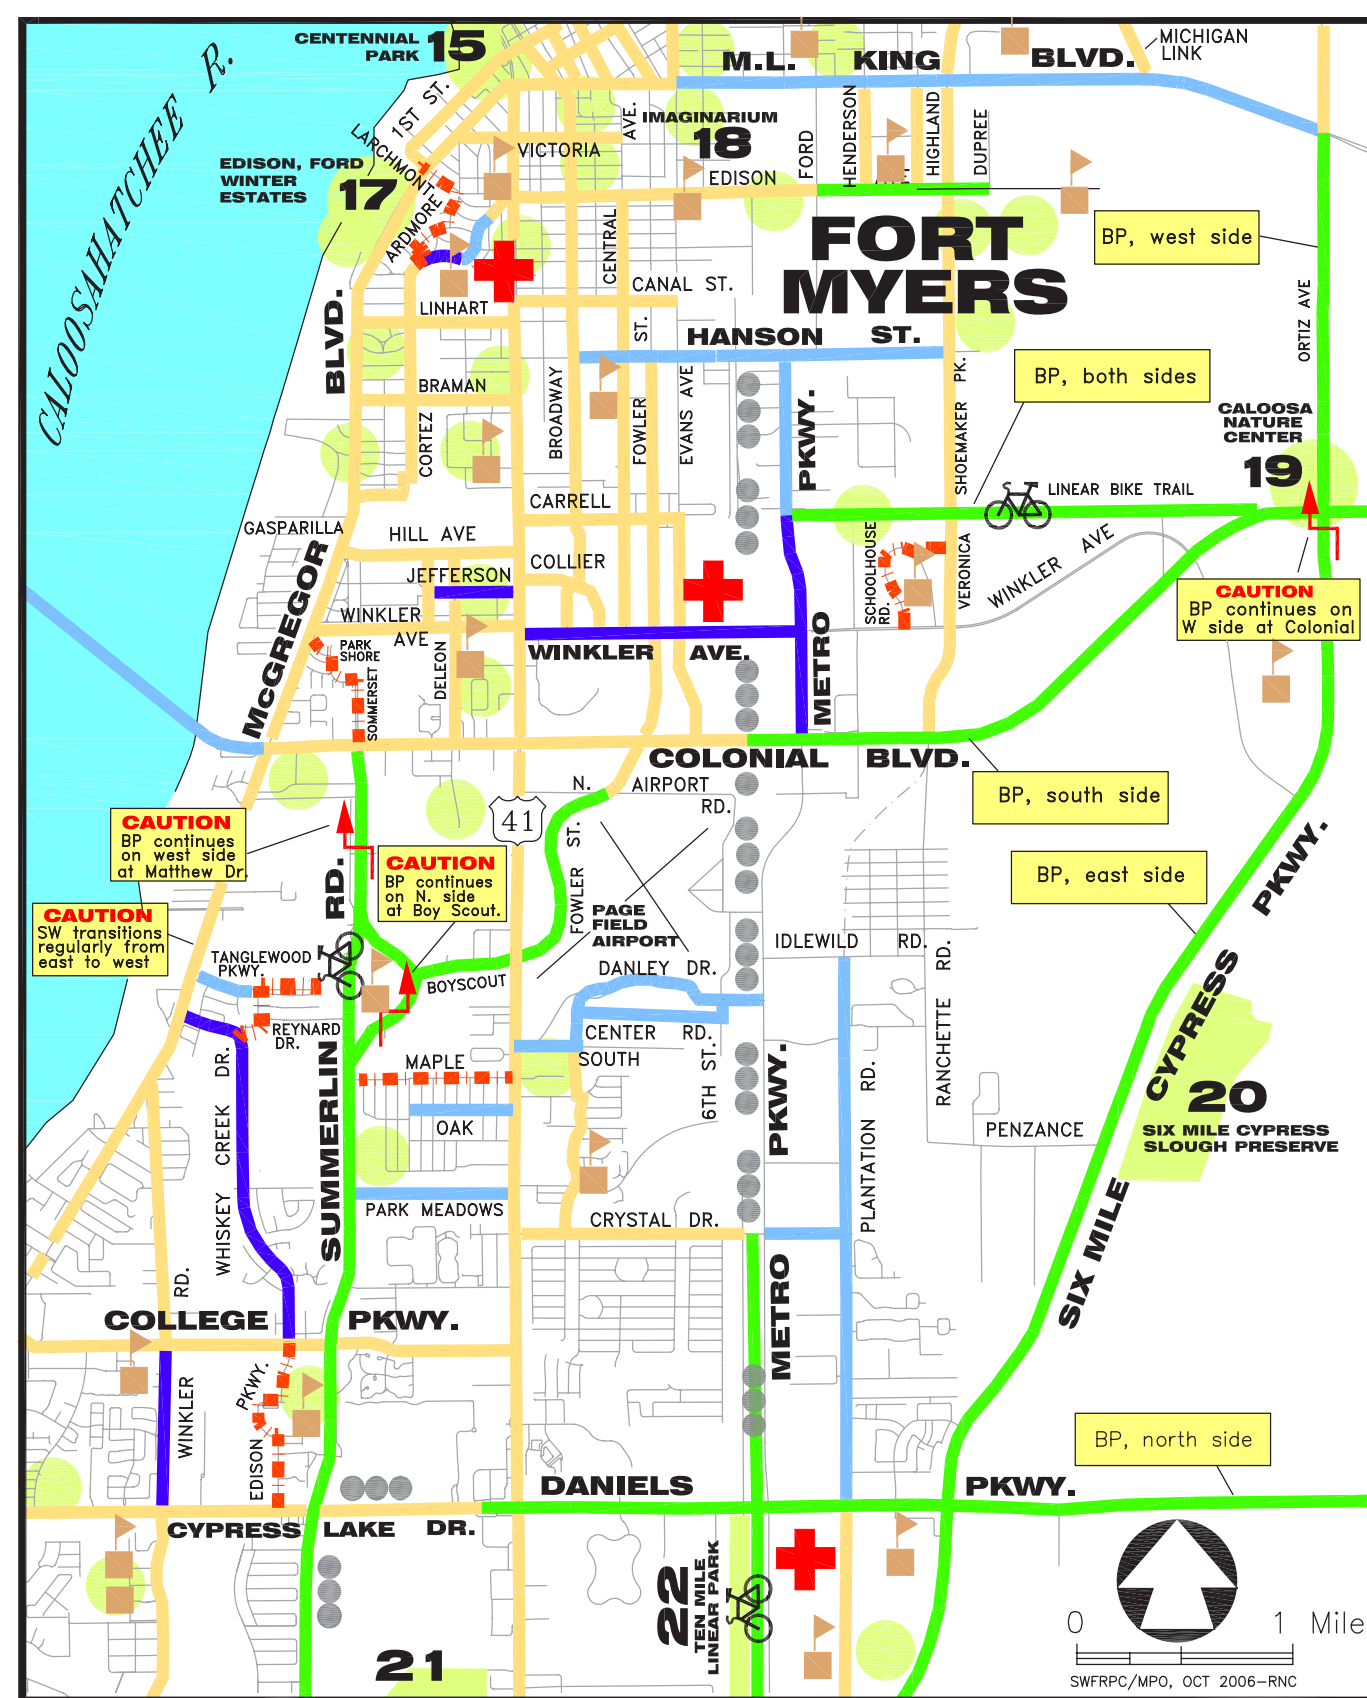 CENTENNIAL
PARK 15
CALOOSAHATCHEE R.
M.L. KING BLVD.
MICHIGAN
LINK
1ST ST.
LARCHMONT
VICTORIA
AVE.
IMAGINARIUM
18
FORD
HENDERSON
HIGHLAND
DUPREE
EDISON, FORD
WINTER
ESTATES
17
EDISON
ARDMORE
FORT
MYERS
BP, west side
CENTRAL
CANAL ST.
LINHART
ST.
HANSON ST.
ORTIZ AVE
BLVD.
BRAMAN
BROADWAY
FOWLER
EVANS AVE
PKWY.
SHOEMAKER PK.
BP, both sides
CALOOSA
NATURE
CENTER
19
CORTEZ
CARRELL
LINEAR BIKE TRAIL
GASPARILLA
HILL AVE
COLLIER
JEFFERSON
SCHOOLHOUSE
RD.
VERONICA
WINKLER AVE
CAUTION
BP continues on
W side at Colonial
McGREGOR
WINKLER
AVE
PARK
SHORE
SOMMERSET
DELEON
WINKLER AVE.
METRO
COLONIAL BLVD.
N. AIRPORT
RD.
41
BP, south side
CAUTION
BP continues
on west side
at Matthew Dr.
CAUTION
BP continues
on N. side
at Boy Scout.
RD.
FOWLER ST.
BP, east side
PKWY.
CAUTION
SW transitions
regularly from
east to west
PAGE
FIELD
AIRPORT
TANGLEWOOD
PKWY.
BOYSCOUT
IDLEWILD RD.
DANLEY DR.
REYNARD
DR.
CENTER RD.
SOUTH
6TH ST.
RANCHETTE RD.
CYPRESS
MAPLE
OAK
WHISKEY CREEK DR.
SUMMERLIN
PKWY.
PLANTATION RD.
PENZANCE
20
SIX MILE CYPRESS
SLOUGH PRESERVE
PARK MEADOWS
CRYSTAL DR.
SIX MILE
RD.
COLLEGE PKWY.
METRO
WINKLER
EDISON PKWY.
BP, north side
DANIELS PKWY.
CYPRESS LAKE DR.
22
TEN MILE
LINEAR PARK
21
0 1 Mile
SWFRPC/MPO, OCT 2006-RNC